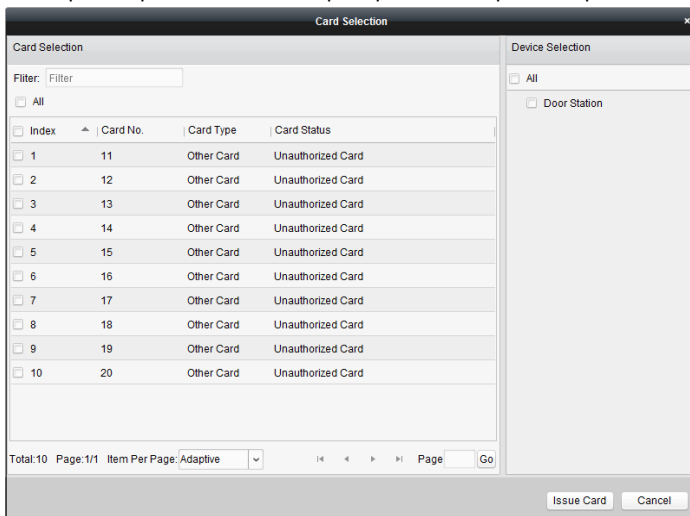 Card Selection
Card Selection
Device Selection
Fliter: Filter
All
All
Door Station
Index Card No. Card Type Card Status
1 11 Other Card Unauthorized Card
2 12 Other Card Unauthorized Card
3 13 Other Card Unauthorized Card
4 14 Other Card Unauthorized Card
5 15 Other Card Unauthorized Card
6 16 Other Card Unauthorized Card
7 17 Other Card Unauthorized Card
8 18 Other Card Unauthorized Card
9 19 Other Card Unauthorized Card
10 20 Other Card Unauthorized Card
Total:10 Page:1/1 Item Per Page: Adaptive Page Go
Issue Card Cancel